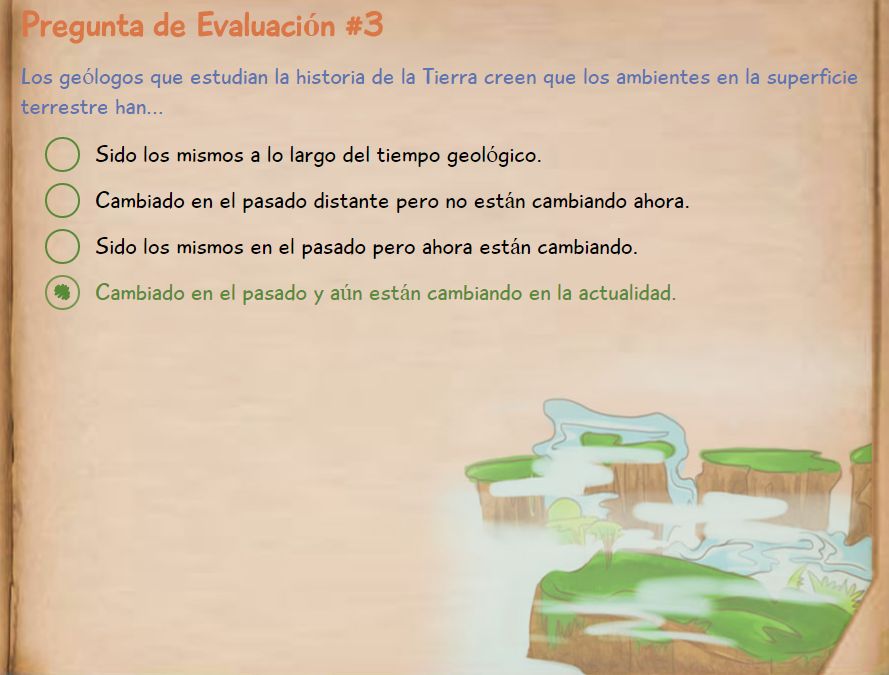 Pregunta de Evaluación #3
Los geólogos que estudian la historia de la Tierra creen que los ambientes en la superficie
terrestre han...
Sido los mismos a lo largo del tiempo geológico.
Cambiado en el pasado distante pero no están cambiando ahora.
Sido los mismos en el pasado pero ahora están cambiando.
Cambiado en el pasado y aún están cambiando en la actualidad.